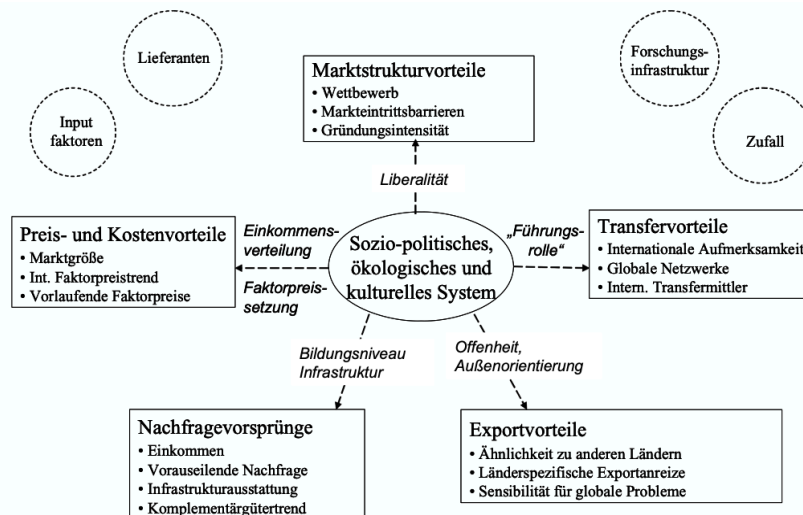 Lieferanten
Input
faktoren
Marktstrukturvorteile
• Wettbewerb
• Markteintrittsbarrieren
• Gründungsintensität
Forschungs-
infrastruktur
Zufall
Liberalität
Preis- und Kostenvorteile
• Marktgröße
• Int. Faktorpreistrend
• Vorlaufende Faktorpreise
Einkommens-
verteilung
Faktorpreis-
setzung
Sozio-politisches,
ökologisches und
kulturelles System
„Führungs-
rolle“
Transfervorteile
• Internationale Aufmerksamkeit
• Globale Netzwerke
• Intern. Transfermittler
Bildungsniveau
Infrastruktur
Offenheit,
Außenorientierung
Nachfragevorsprünge
• Einkommen
• Vorauseilende Nachfrage
• Infrastrukturausstattung
• Komplementärgütertrend
Exportvorteile
• Ähnlichkeit zu anderen Ländern
• Länderspezifische Exportanreize
• Sensibilität für globale Probleme